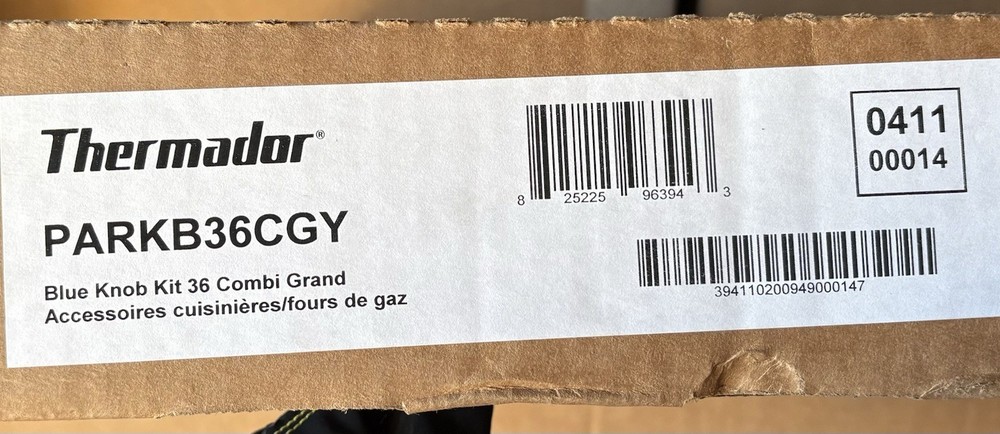 Thermador®
PARKB36CGY
Blue Knob Kit 36 Combi Grand
Accessoires cuisinières/fours de gaz
8 25225 96394 3
394110200949000147
0411
00014